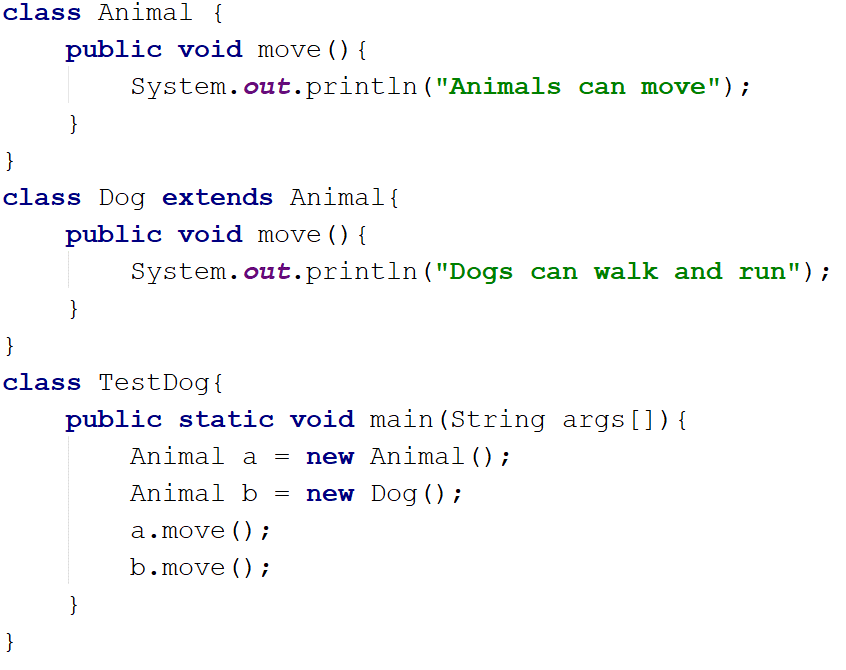 class Animal {
    public void move(){
        System.out.println("Animals can move");
    }
}
class Dog extends Animal{
    public void move(){
        System.out.println("Dogs can walk and run");
    }
}
class TestDog{
    public static void main(String args[]){
        Animal a = new Animal();
        Animal b = new Dog();
        a.move();
        b.move();
    }
}